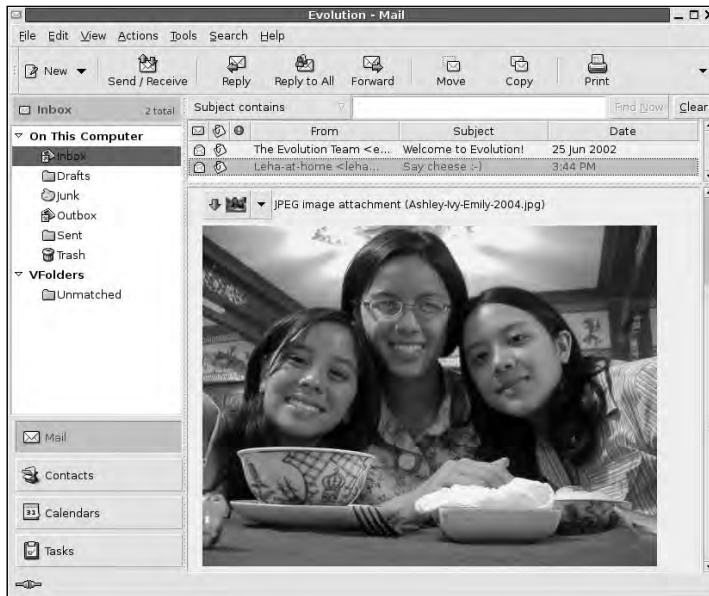 Evolution - Mail
File Edit View Actions Tools Search Help
New Send / Receive Reply Reply to All Forward Move Copy Print
Inbox 2 total Subject contains Find Now Clear
On This Computer
From Subject Date
Inbox
The Evolution Team <e... Welcome to Evolution! 25 Jun 2002
Leha-at-home <leha... Say cheese :-) 3:44 PM
Drafts
Junk
JPEG image attachment (Ashley-Ivy-Emily-2004.jpg)
Outbox
Sent
Trash
VFolders
Unmatched
Mail
Contacts
31 Calendars
Tasks